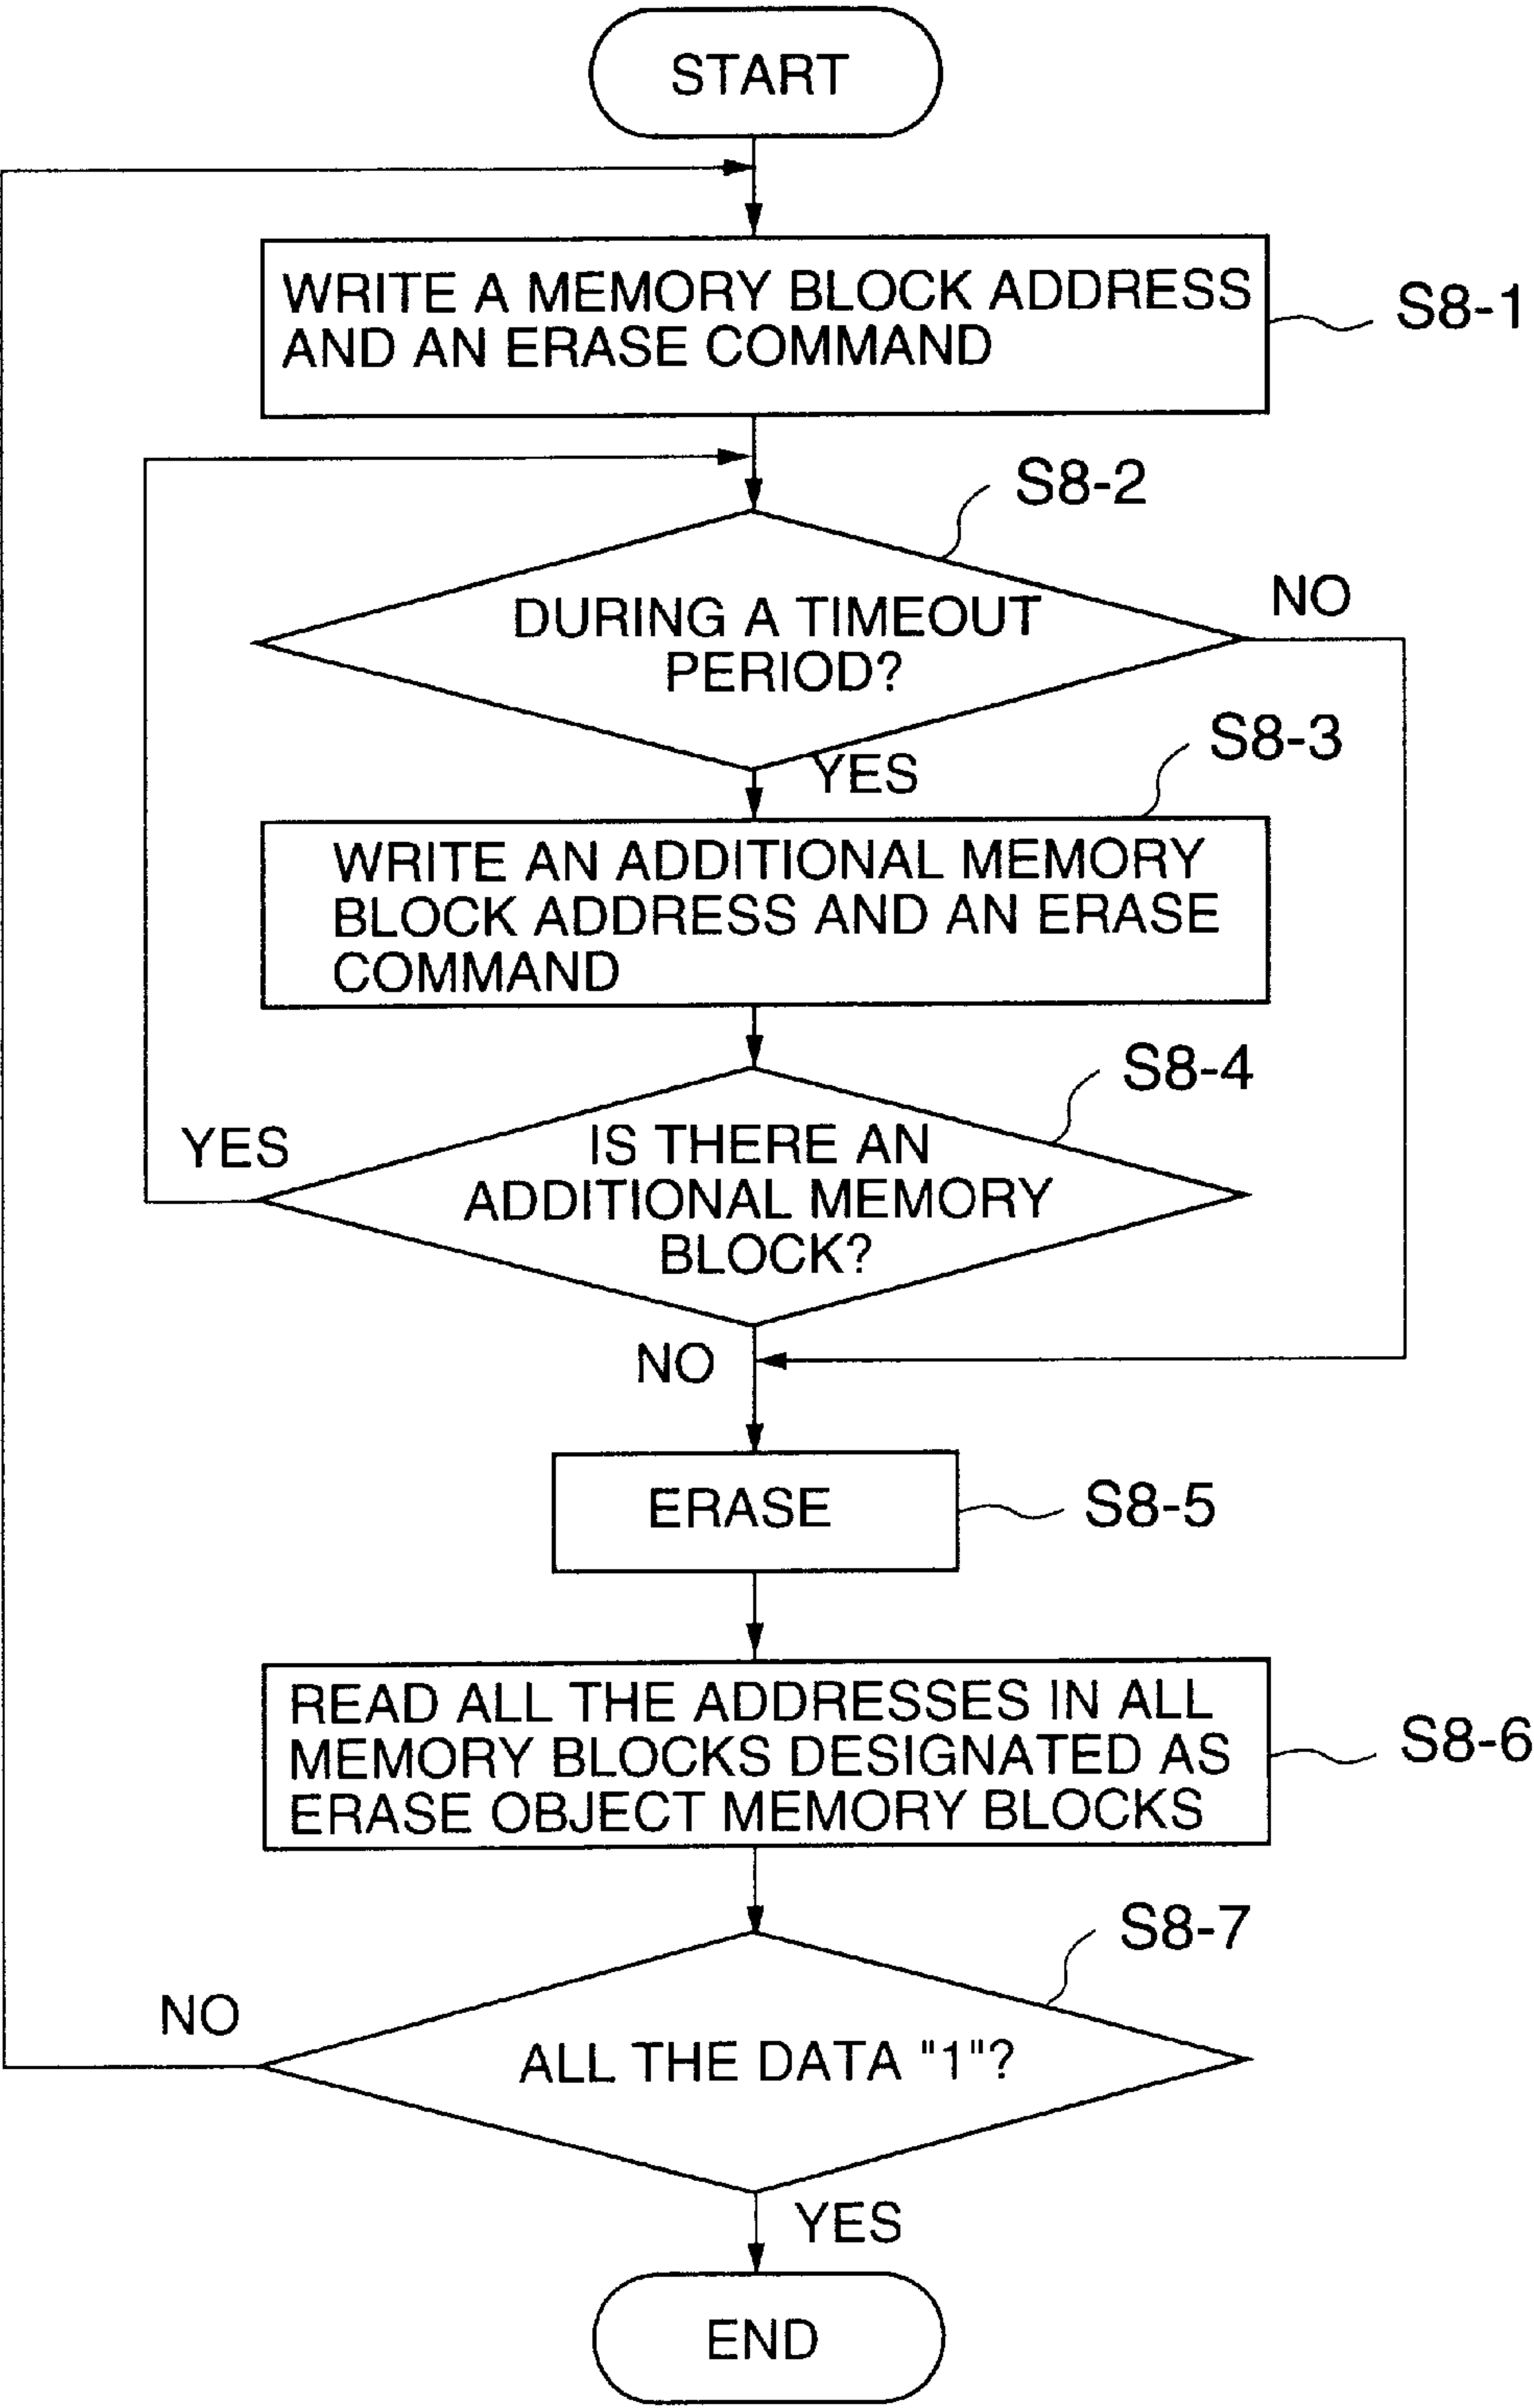 START
WRITE A MEMORY BLOCK ADDRESS
AND AN ERASE COMMAND
S8-1
S8-2
DURING A TIMEOUT
PERIOD?
NO
YES
S8-3
WRITE AN ADDITIONAL MEMORY
BLOCK ADDRESS AND AN ERASE
COMMAND
S8-4
YES
IS THERE AN
ADDITIONAL MEMORY
BLOCK?
NO
ERASE
S8-5
READ ALL THE ADDRESSES IN ALL
MEMORY BLOCKS DESIGNATED AS
ERASE OBJECT MEMORY BLOCKS
S8-6
S8-7
NO
ALL THE DATA "1"?
YES
END